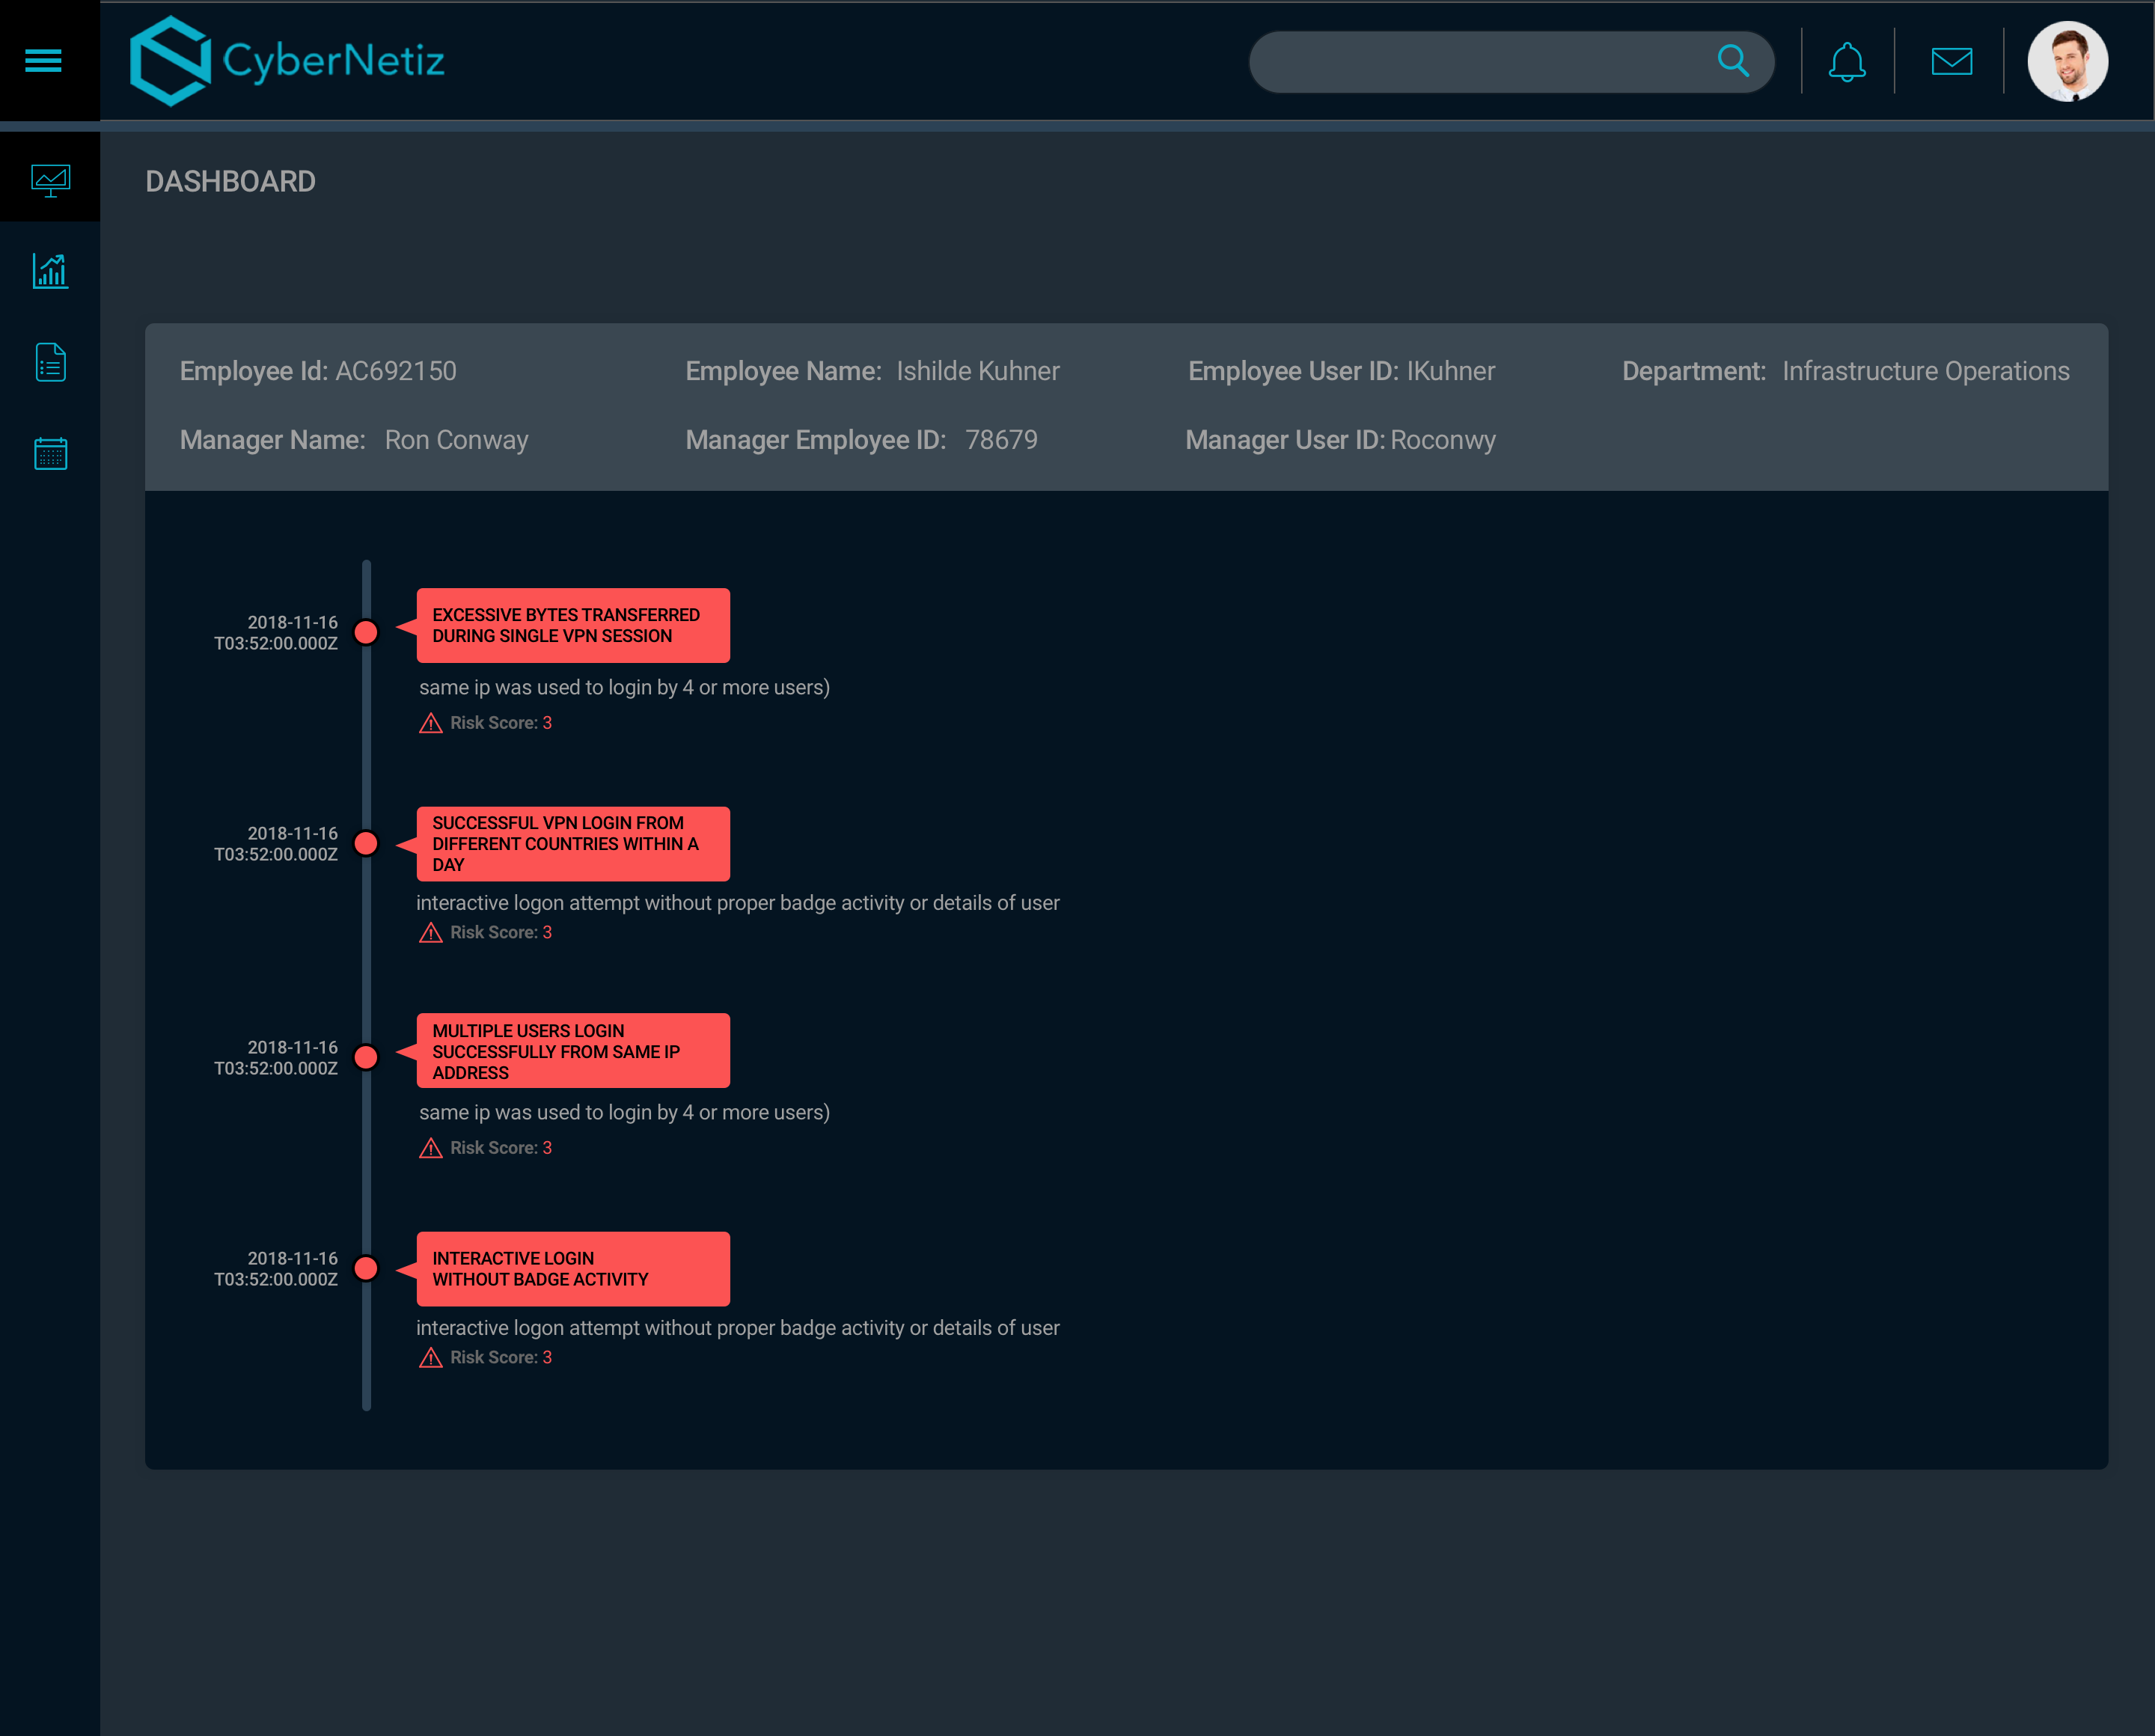 CyberNetiz
DASHBOARD
Employee Id: AC692150 Employee Name: Ishilde Kuhner Employee User ID: IKuhner Department: Infrastructure Operations
Manager Name: Ron Conway Manager Employee ID: 78679 Manager User ID: Roconwy
2018-11-16
T03:52:00.000Z
EXCESSIVE BYTES TRANSFERRED
DURING SINGLE VPN SESSION
same ip was used to login by 4 or more users)
Risk Score: 3
2018-11-16
T03:52:00.000Z
SUCCESSFUL VPN LOGIN FROM
DIFFERENT COUNTRIES WITHIN A
DAY
interactive logon attempt without proper badge activity or details of user
Risk Score: 3
2018-11-16
T03:52:00.000Z
MULTIPLE USERS LOGIN
SUCCESSFULLY FROM SAME IP
ADDRESS
same ip was used to login by 4 or more users)
Risk Score: 3
2018-11-16
T03:52:00.000Z
INTERACTIVE LOGIN
WITHOUT BADGE ACTIVITY
interactive logon attempt without proper badge activity or details of user
Risk Score: 3